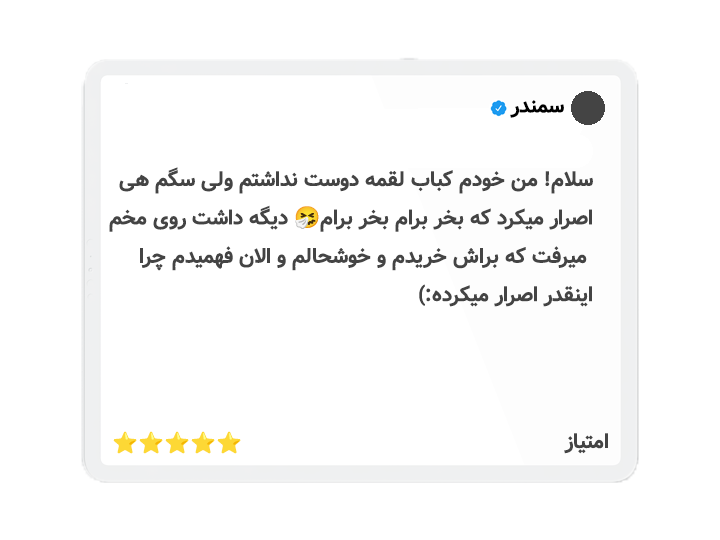 سمندر
سلام! من خودم کباب لقمه دوست نداشتم ولی سگم هی
اصرار میکرد که بخر برام بخر برام🤧 دیگه داشت روی مخم
میرفت که براش خریدم و خوشحالم و الان فهمیدم چرا
اینقدر اصرار میکرده:)
امتیاز ⭐⭐⭐⭐⭐